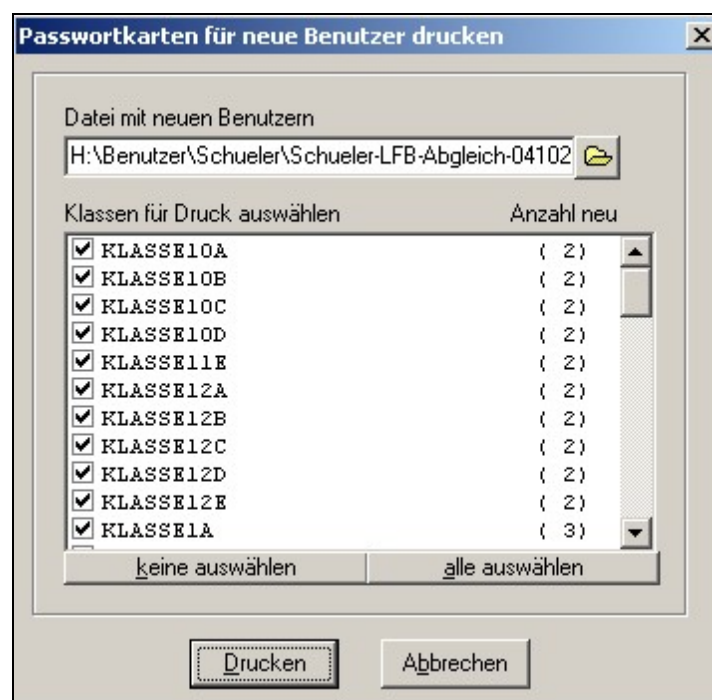 Passwortkarten für neue Benutzer drucken
Datei mit neuen Benutzern
H:\Benutzer\Schueler\Schueler-LFB-Abgleich-04102
Klassen für Druck auswählen Anzahl neu
KLASSE10A ( 2)
KLASSE10B ( 2)
KLASSE10C ( 2)
KLASSE10D ( 2)
KLASSE11E ( 2)
KLASSE12A ( 2)
KLASSE12B ( 2)
KLASSE12C ( 2)
KLASSE12D ( 2)
KLASSE12E ( 2)
KLASSE1A ( 3)
keine auswählen alle auswählen
Drucken Abbrechen